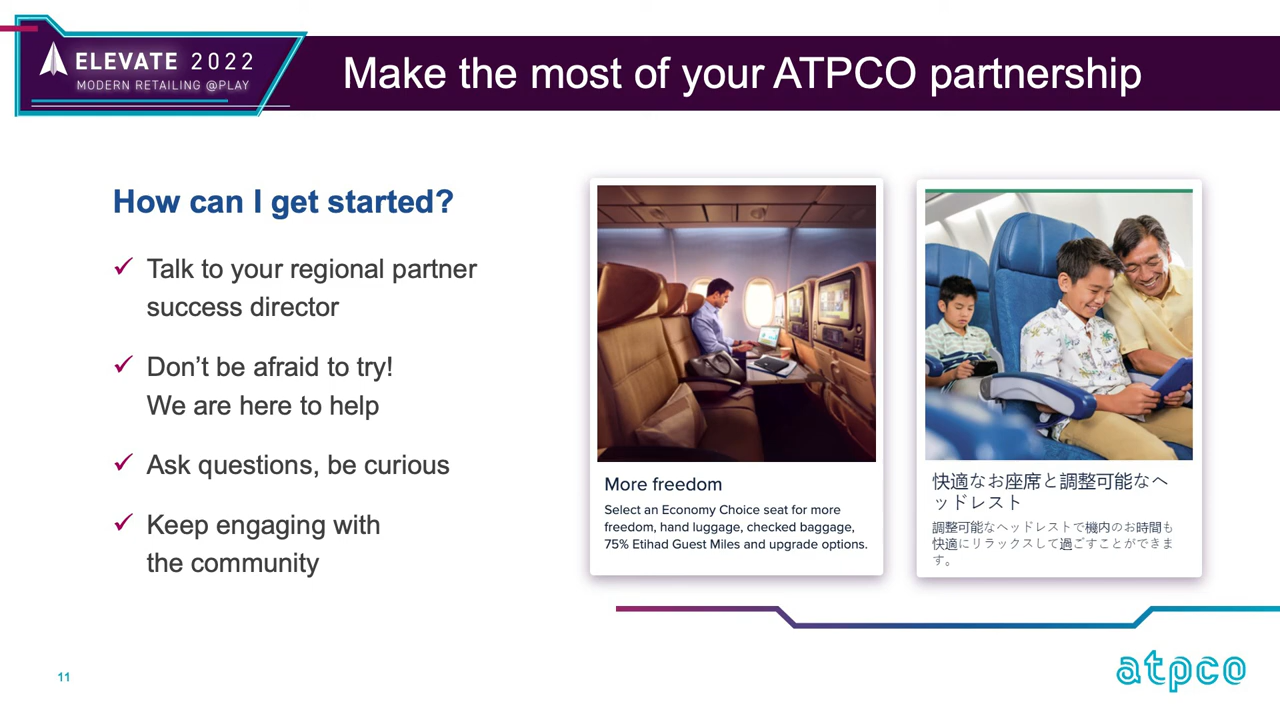 ELEVATE 2022
MODERN RETAILING @PLAY
Make the most of your ATPCO partnership
How can I get started?
Talk to your regional partner
success director
Don’t be afraid to try!
We are here to help
Ask questions, be curious
Keep engaging with
the community
More freedom
Select an Economy Choice seat for more
freedom, hand luggage, checked baggage,
75% Etihad Guest Miles and upgrade options.
快適なお座席と調整可能なヘ
ッドレスト
調整可能なヘッドレストで機内のお時間も
快適にリラックスして過ごすことができま
す。
11
atpco